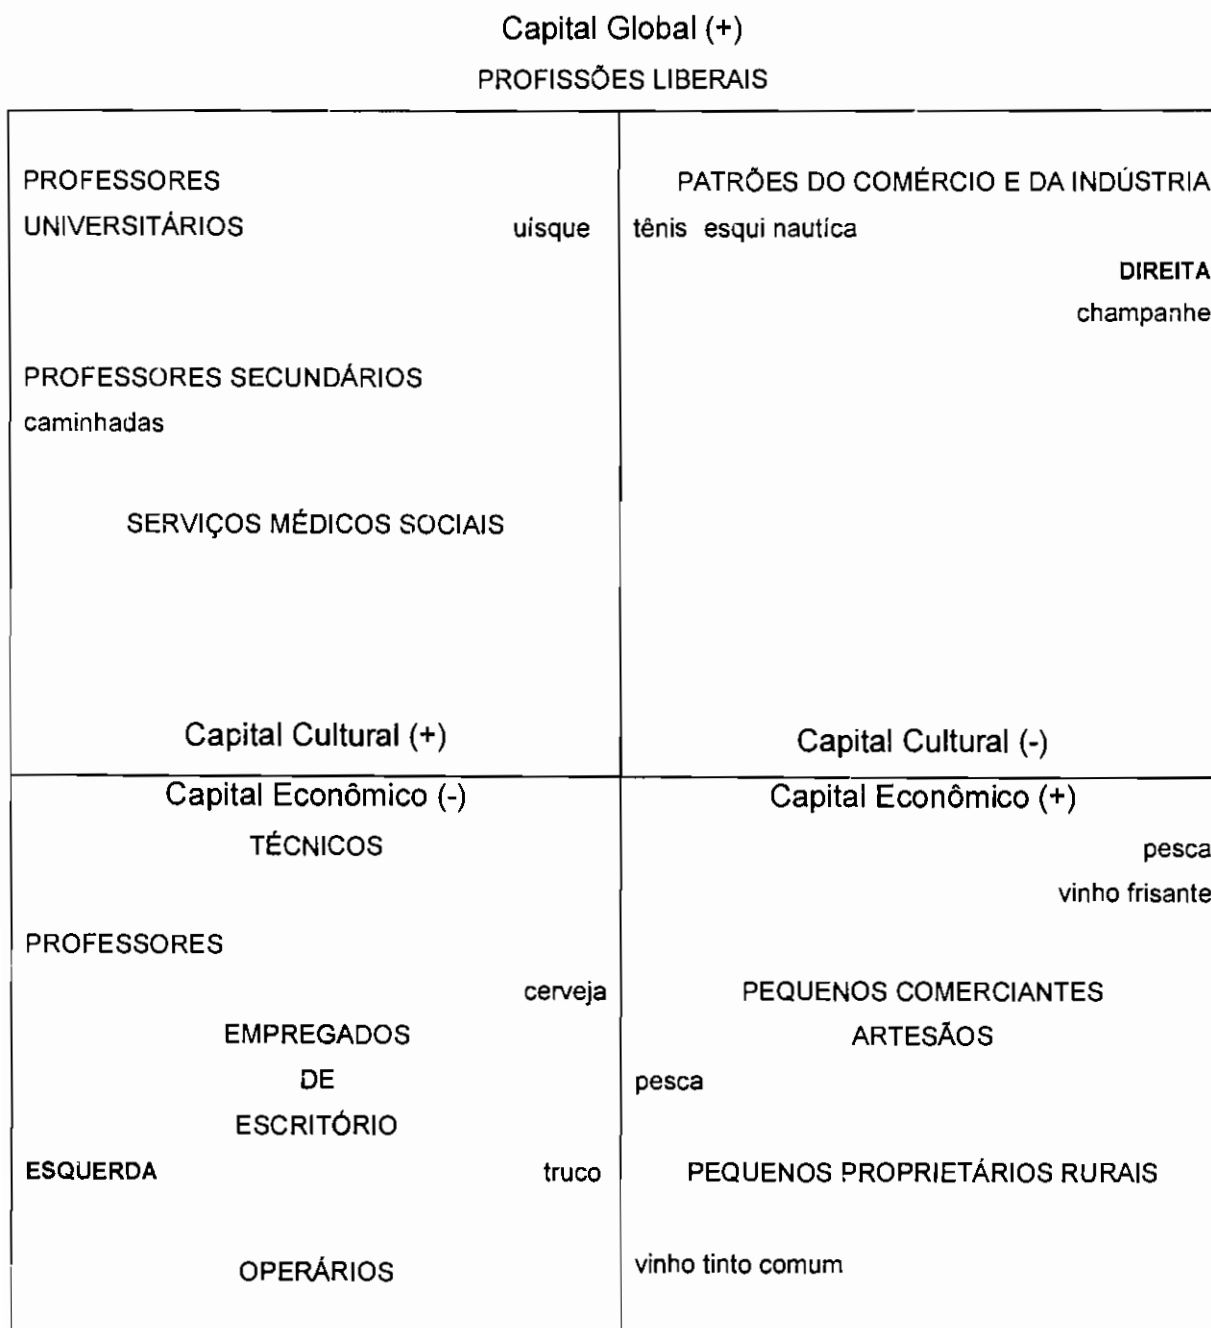 Capital Global (+)
PROFISSÕES LIBERAIS
PROFESSORES
UNIVERSITÁRIOS uísque
PATRÕES DO COMÉRCIO E DA INDÚSTRIA
tênis esqui nautíca
DIREITA
champanhe
PROFESSORES SECUNDÁRIOS
caminhadas
SERVIÇOS MÉDICOS SOCIAIS
Capital Cultural (+)
Capital Cultural (-)
Capital Econômico (-)
TÉCNICOS
PROFESSORES
cerveja
EMPREGADOS
DE
ESCRITÓRIO
ESQUERDA truco
OPERÁRIOS
Capital Econômico (+)
pesca
vinho frisante
PEQUENOS COMERCIANTES
ARTESÃOS
pesca
PEQUENOS PROPRIETÁRIOS RURAIS
vinho tinto comum